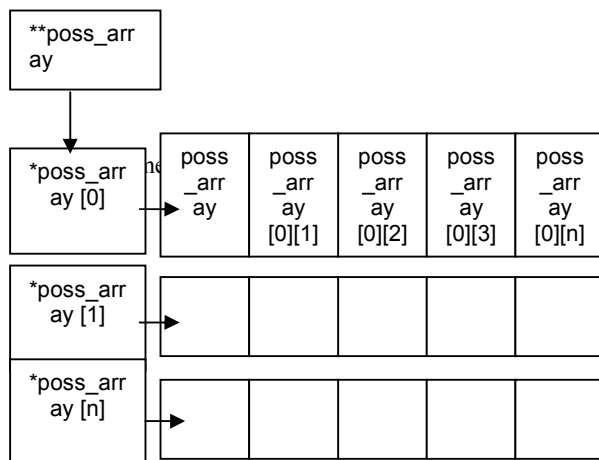 **poss_arr
ay
*poss_arr
ay [0]
poss
_arr
ay
poss
_arr
ay
[0][1]
poss
_arr
ay
[0][2]
poss
_arr
ay
[0][3]
poss
_arr
ay
[0][n]
*poss_arr
ay [1]
*poss_arr
ay [n]